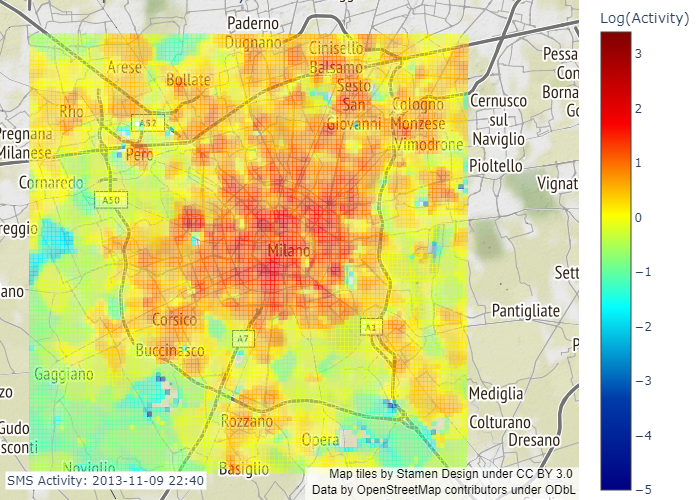 Paderno
Dugnano
Cinisello
Balsamo
Arese
Bollate
Sesto
San
Giovanni
Rho
A52
Cologno
Monzese
Vimodrone
Cernusco
sul
Naviglio
Pessa
Con
Borna
Go
Pregnana
Milanese
Pero
Pioltello
Cornaredo
Vignat
A50
reggio
Milano
Sett
ano
Pantigliate
Corsico
A7
A1
Buccinasco
Gaggiano
Mediglia
zo
Rozzano
Colturano
Gudo
Opera
Dresano
sconti
Noviglio
Basiglio
SMS Activity: 2013-11-09 22:40
Map tiles by Stamen Design under CC BY 3.0
Data by OpenStreetMap contributors under ODbL
Log(Activity)
3
2
1
0
−1
−2
−3
−4
−5